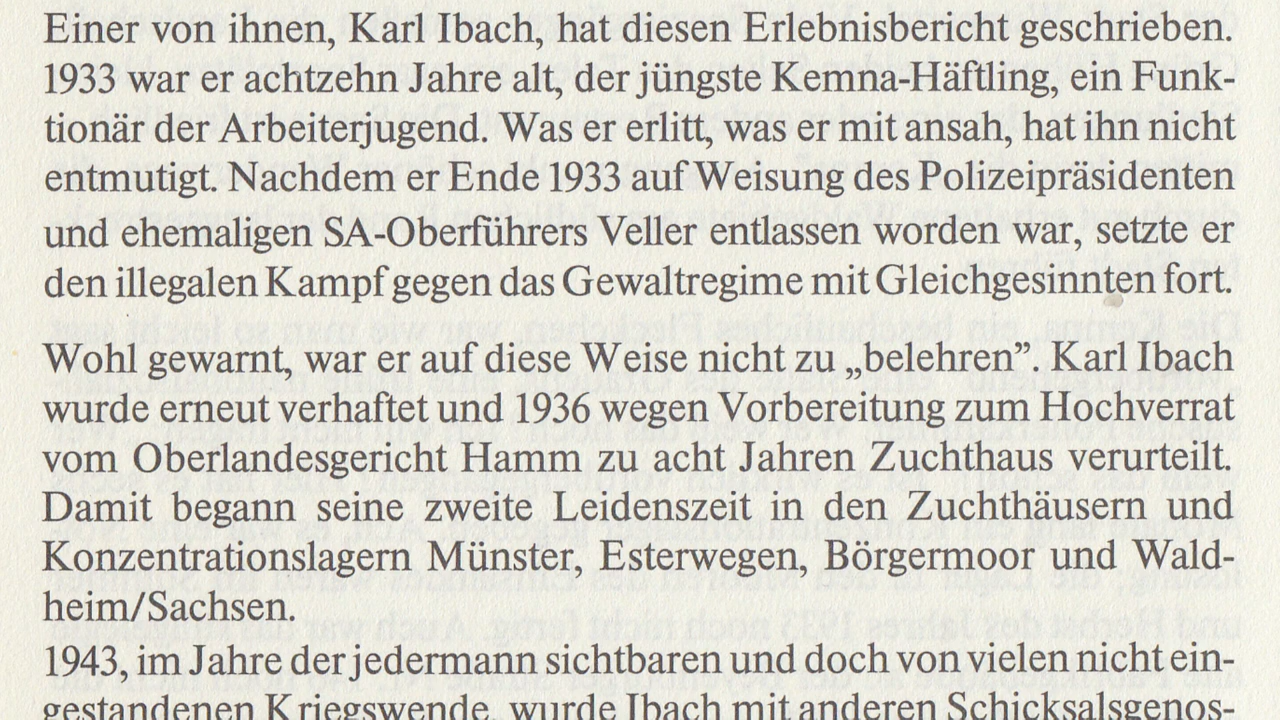 Einer von ihnen, Karl Ibach, hat diesen Erlebnisbericht geschrieben.
1933 war er achtzehn Jahre alt, der jüngste Kemna-Häftling, ein Funk-
tionär der Arbeiterjugend. Was er erlitt, was er mit ansah, hat ihn nicht
entmutigt. Nachdem er Ende 1933 auf Weisung des Polizeipräsidenten
und ehemaligen SA-Oberführers Veller entlassen worden war, setzte er
den illegalen Kampf gegen das Gewaltregime mit Gleichgesinnten fort.
Wohl gewarnt, war er auf diese Weise nicht zu „belehren”. Karl Ibach
wurde erneut verhaftet und 1936 wegen Vorbereitung zum Hochverrat
vom Oberlandesgericht Hamm zu acht Jahren Zuchthaus verurteilt.
Damit begann seine zweite Leidenszeit in den Zuchthäusern und
Konzentrationslagern Münster, Esterwegen, Börgermoor und Wald-
heim/Sachsen.
1943, im Jahre der jedermann sichtbaren und doch von vielen nicht ein-
gestandenen Kriegswende, wurde Ibach mit anderen Schicksalsgenos-